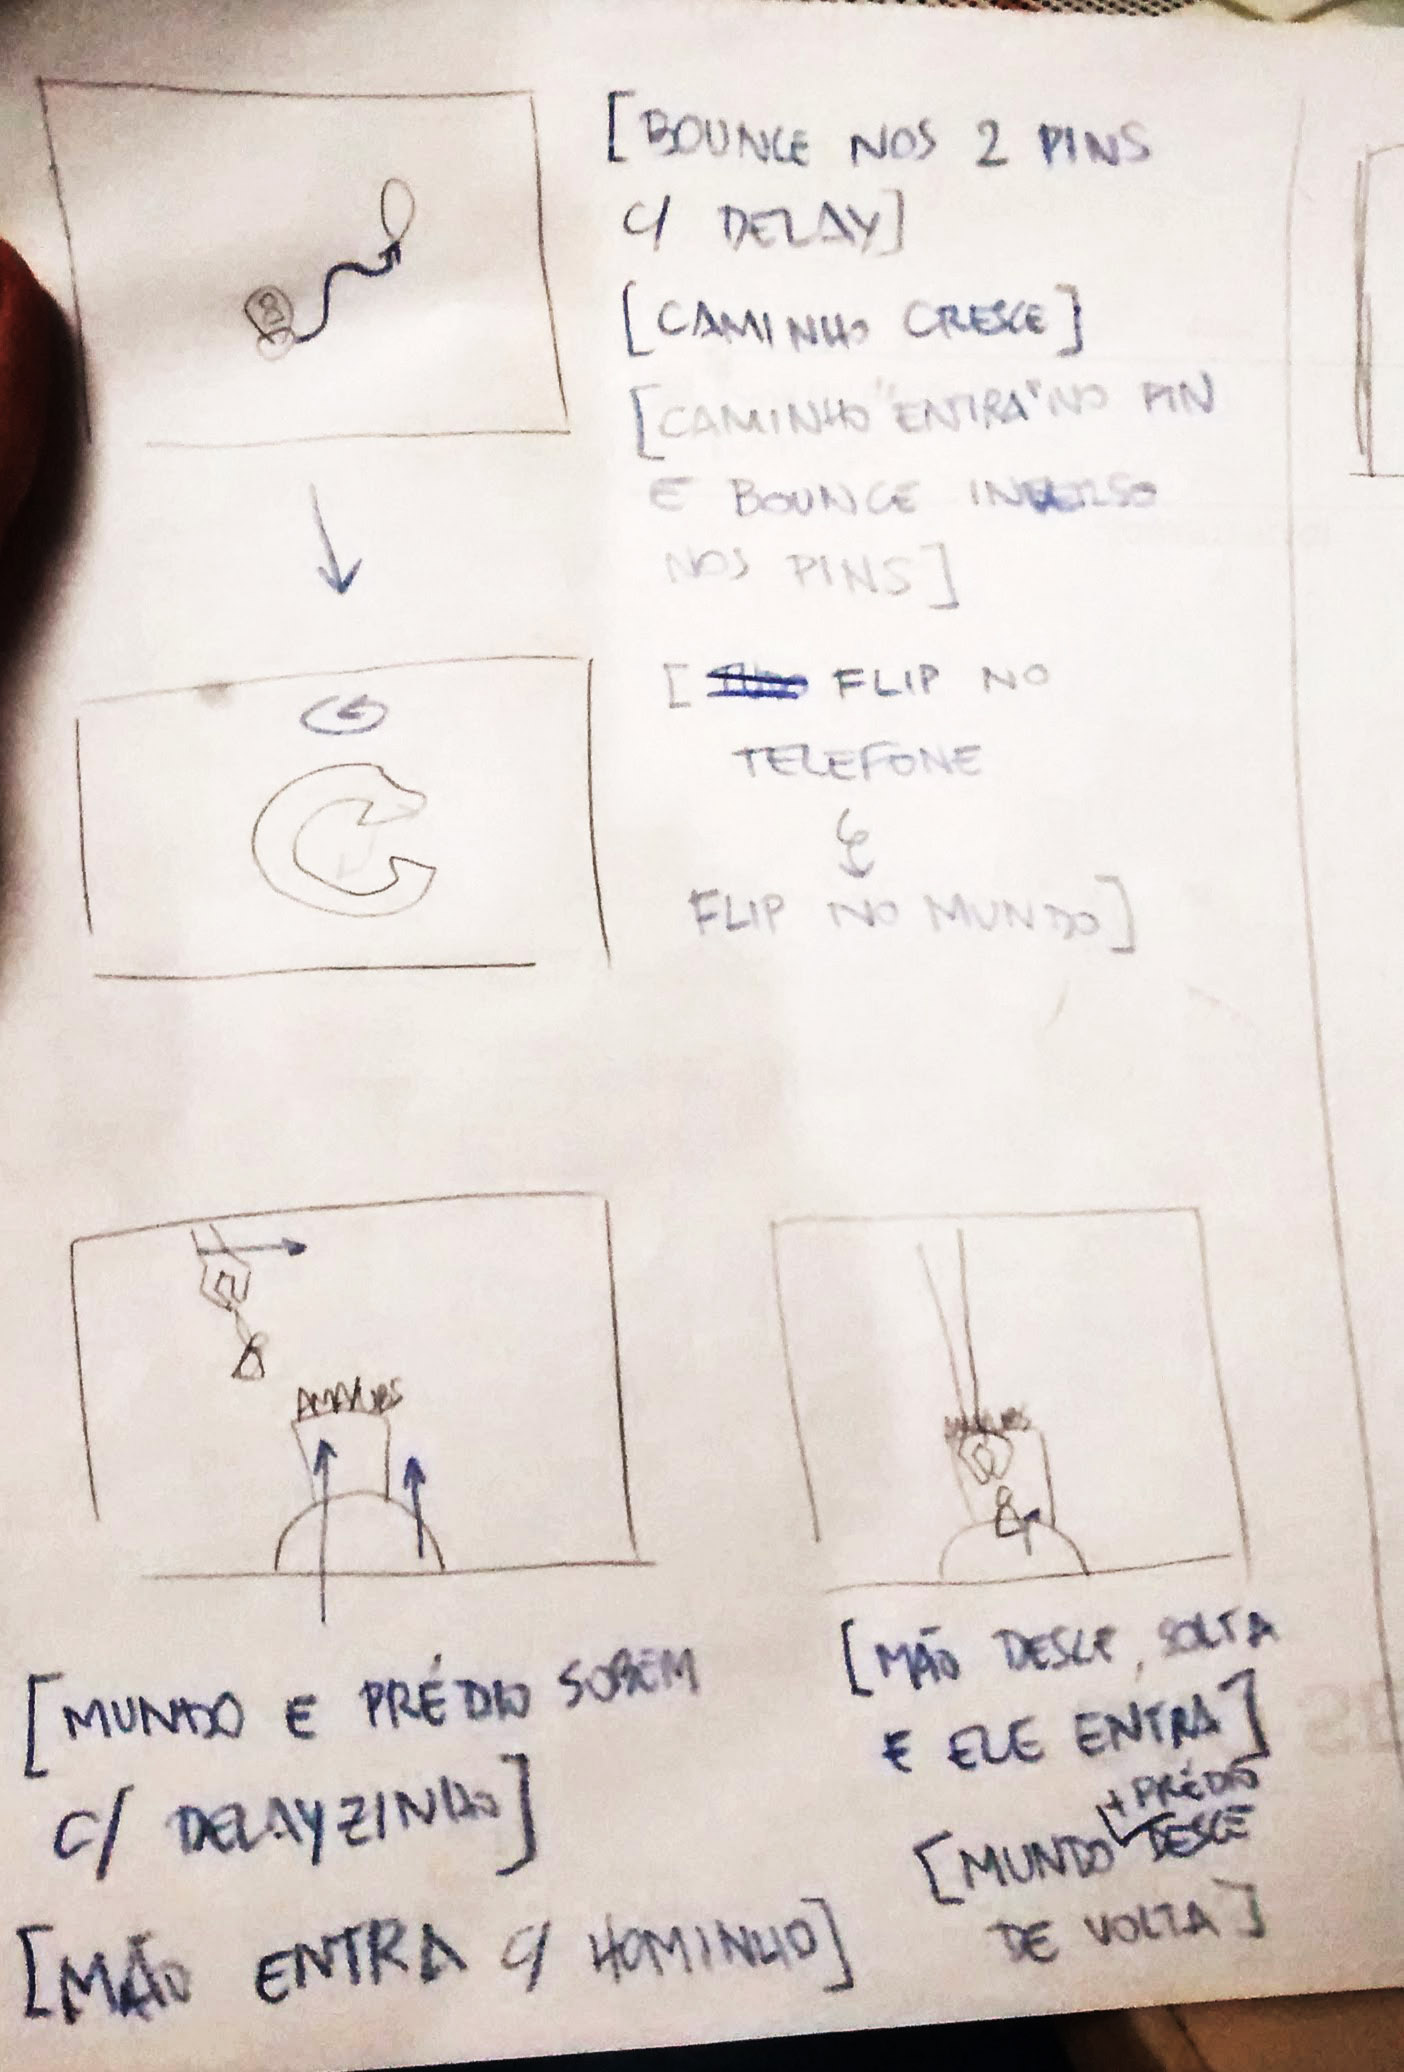 [BOUNCE NOS 2 PINS
C/ DELAY]
[CAMINHO CRESCE]
[CAMINHO "ENTRA" NO PIN
E BOUNCE INVERSO
NOS PINS]
[FLIP NO
TELEFONE
FLIP NO MUNDO]
[MUNDO E PRÉDIO SOBEM
C/ DELAYZINHO]
[MÃO ENTRA C/ HOMINHO]
[MÃO DESCE, SOLTA
E ELE ENTRA]
+ PRÉDIO
[MUNDO DESCE
DE VOLTA]